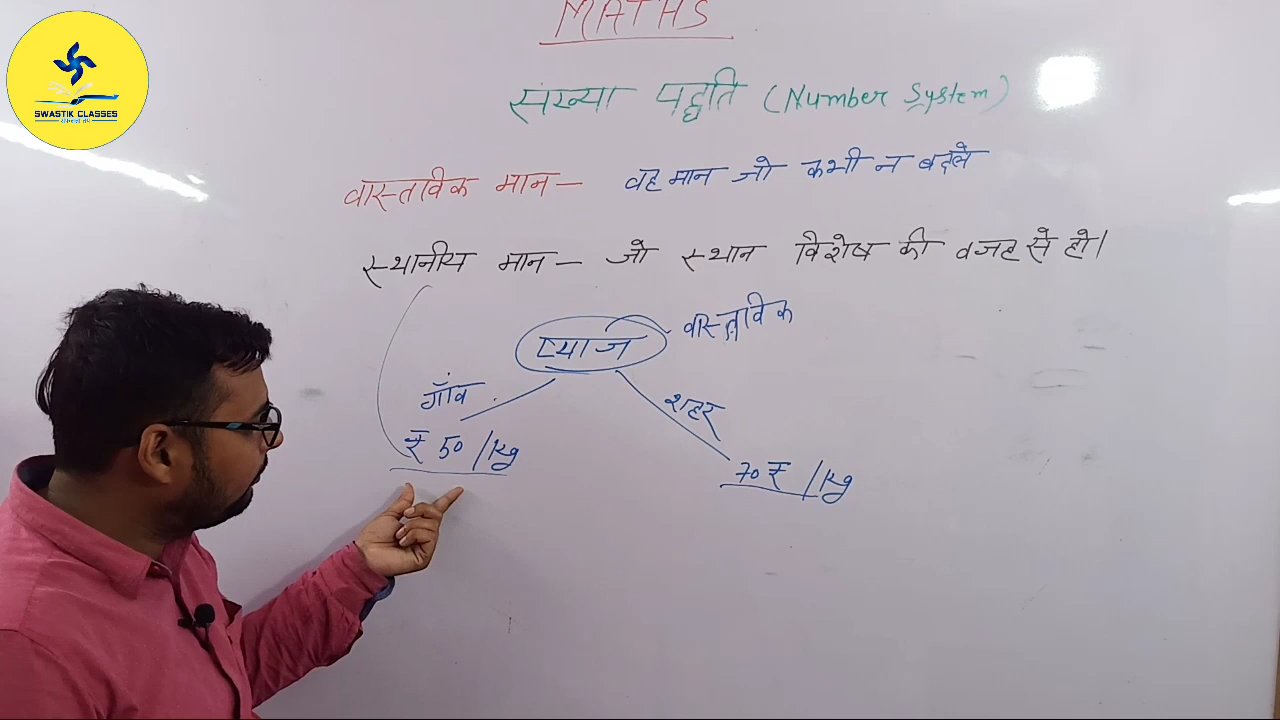 SWASTIK CLASSES
MATHS
संख्या पद्धति (Number System)
वास्तविक मान - वह मान जो कभी न बदले
स्थानीय मान - जो स्थान विशेष की वजह से हो।
प्याज वास्तविक
गाँव शहर
₹ 50 /Kg 70 ₹ /Kg